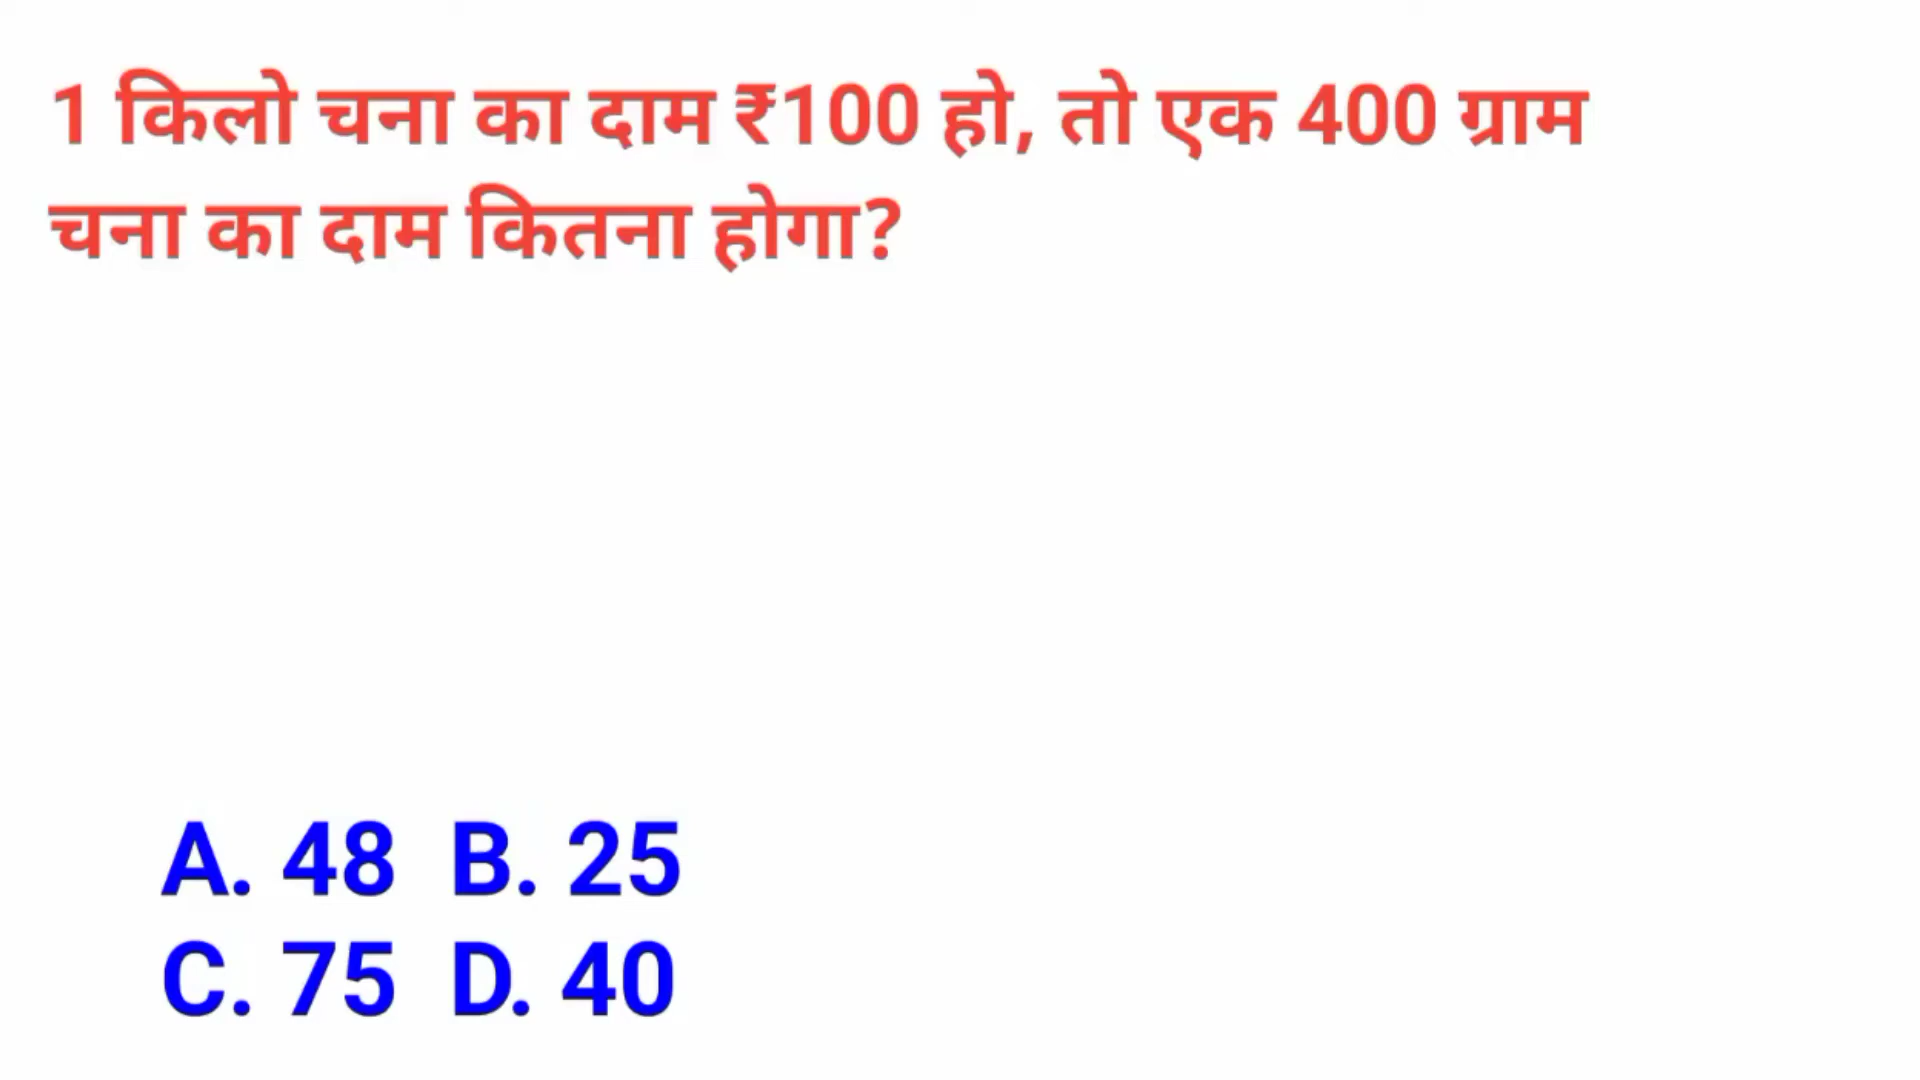 1 किलो चना का दाम ₹100 हो, तो एक 400 ग्राम
चना का दाम कितना होगा?
A. 48 B. 25
C. 75 D. 40